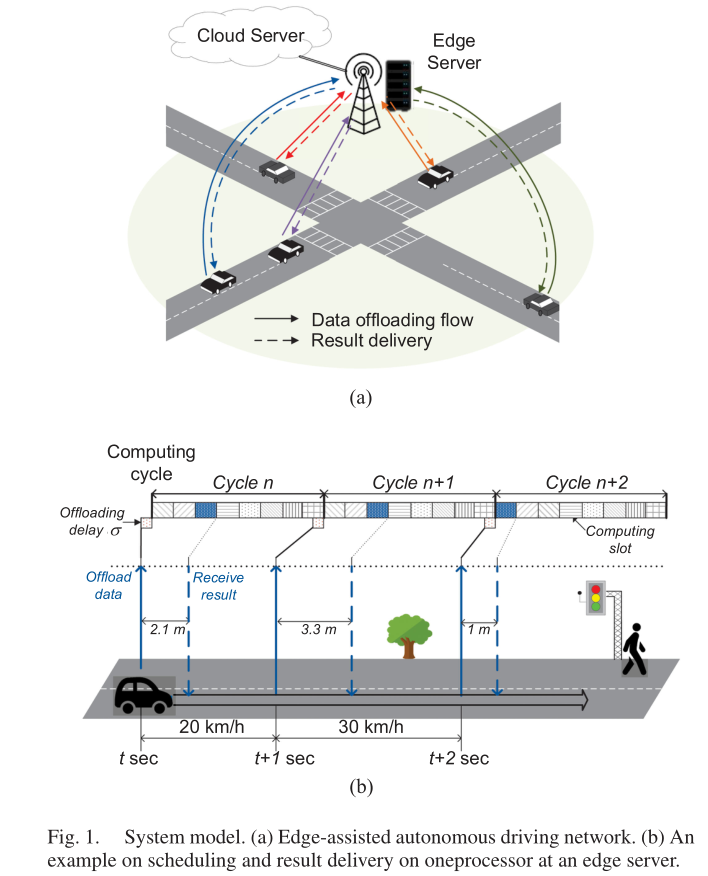 Cloud Server
Edge
Server
Data offloading flow
Result delivery
(a)
Computing
cycle
Cycle n
Cycle n+1
Cycle n+2
Offloading
delay σ
Computing
slot
Offload
data
Receive
result
2.1 m
3.3 m
1 m
20 km/h
30 km/h
t sec
t+1 sec
t+2 sec
(b)
Fig. 1. System model. (a) Edge-assisted autonomous driving network. (b) An
example on scheduling and result delivery on oneprocessor at an edge server.